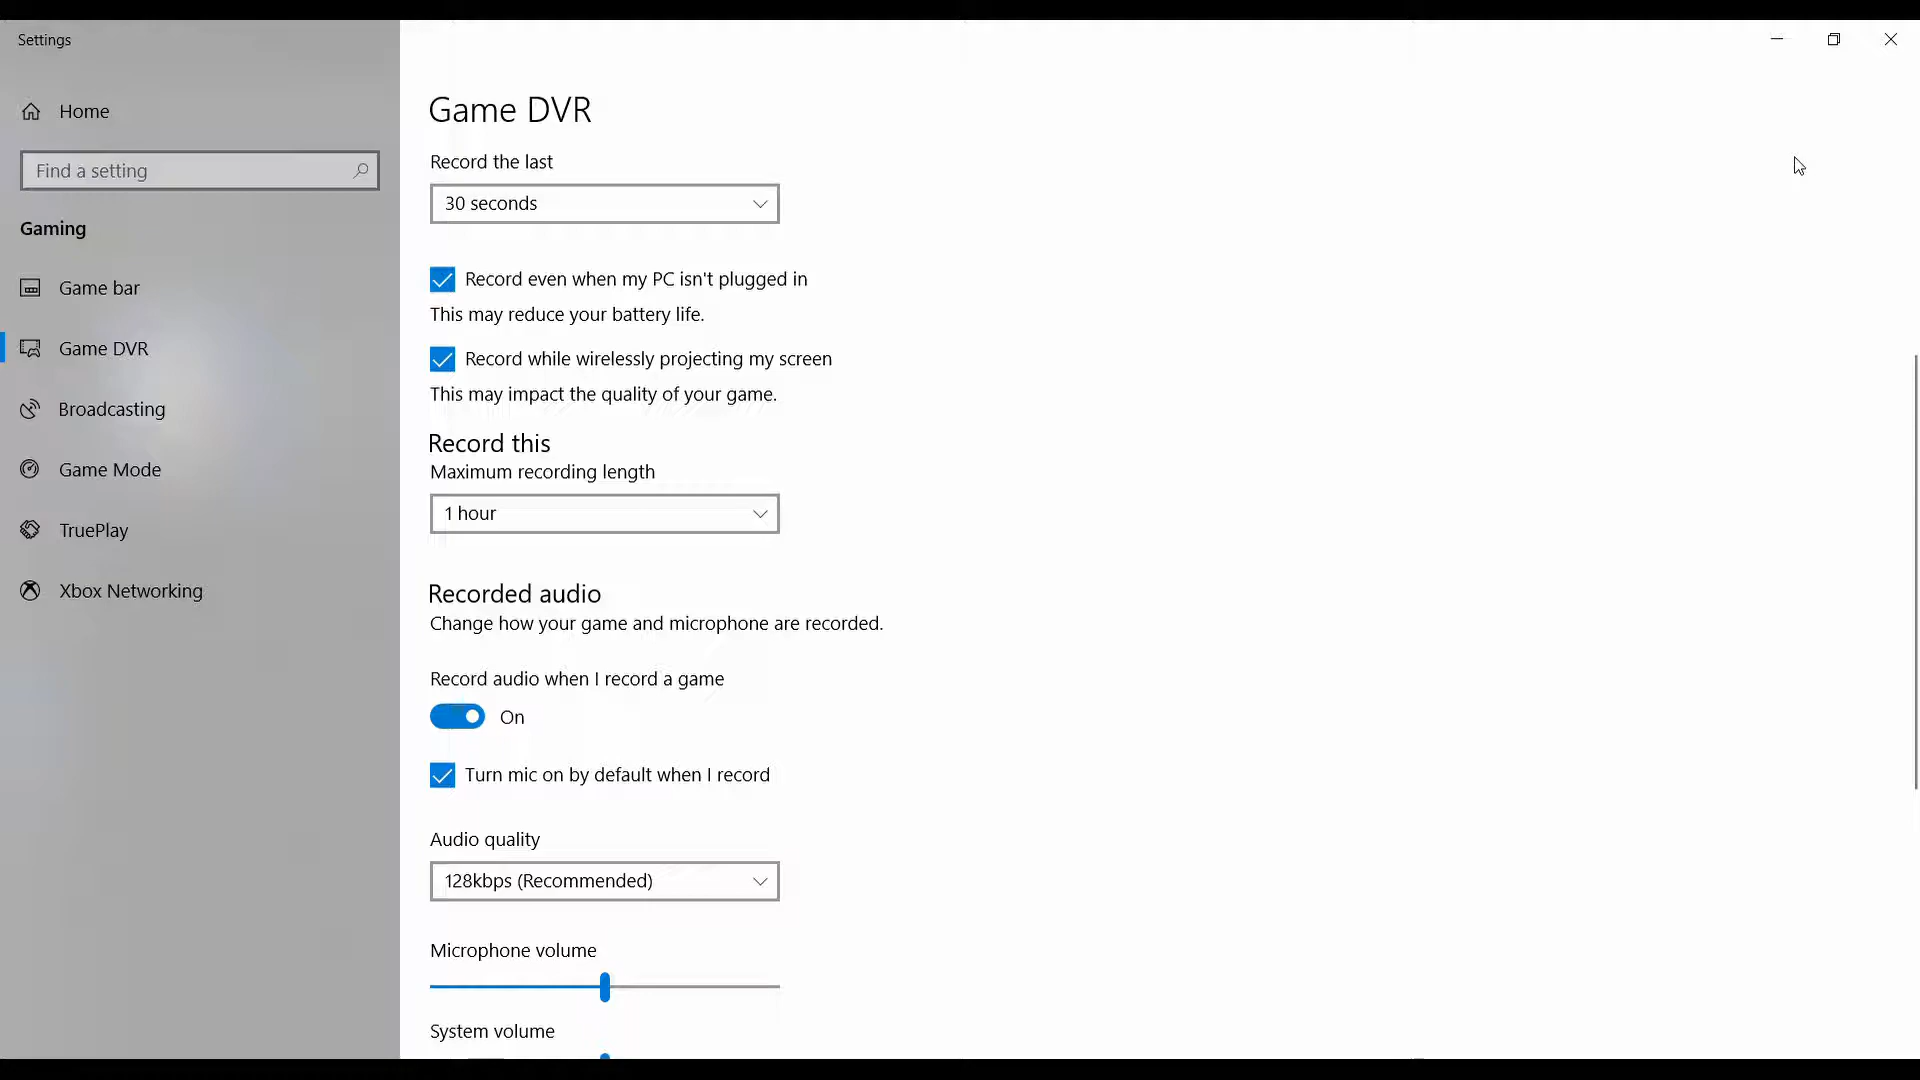 Settings
Home
Find a setting
Gaming
Game bar
Game DVR
Broadcasting
Game Mode
TruePlay
Xbox Networking
Game DVR
Record the last
30 seconds
Record even when my PC isn't plugged in
This may reduce your battery life.
Record while wirelessly projecting my screen
This may impact the quality of your game.
Record this
Maximum recording length
1 hour
Recorded audio
Change how your game and microphone are recorded.
Record audio when I record a game
On
Turn mic on by default when I record
Audio quality
128kbps (Recommended)
Microphone volume
System volume